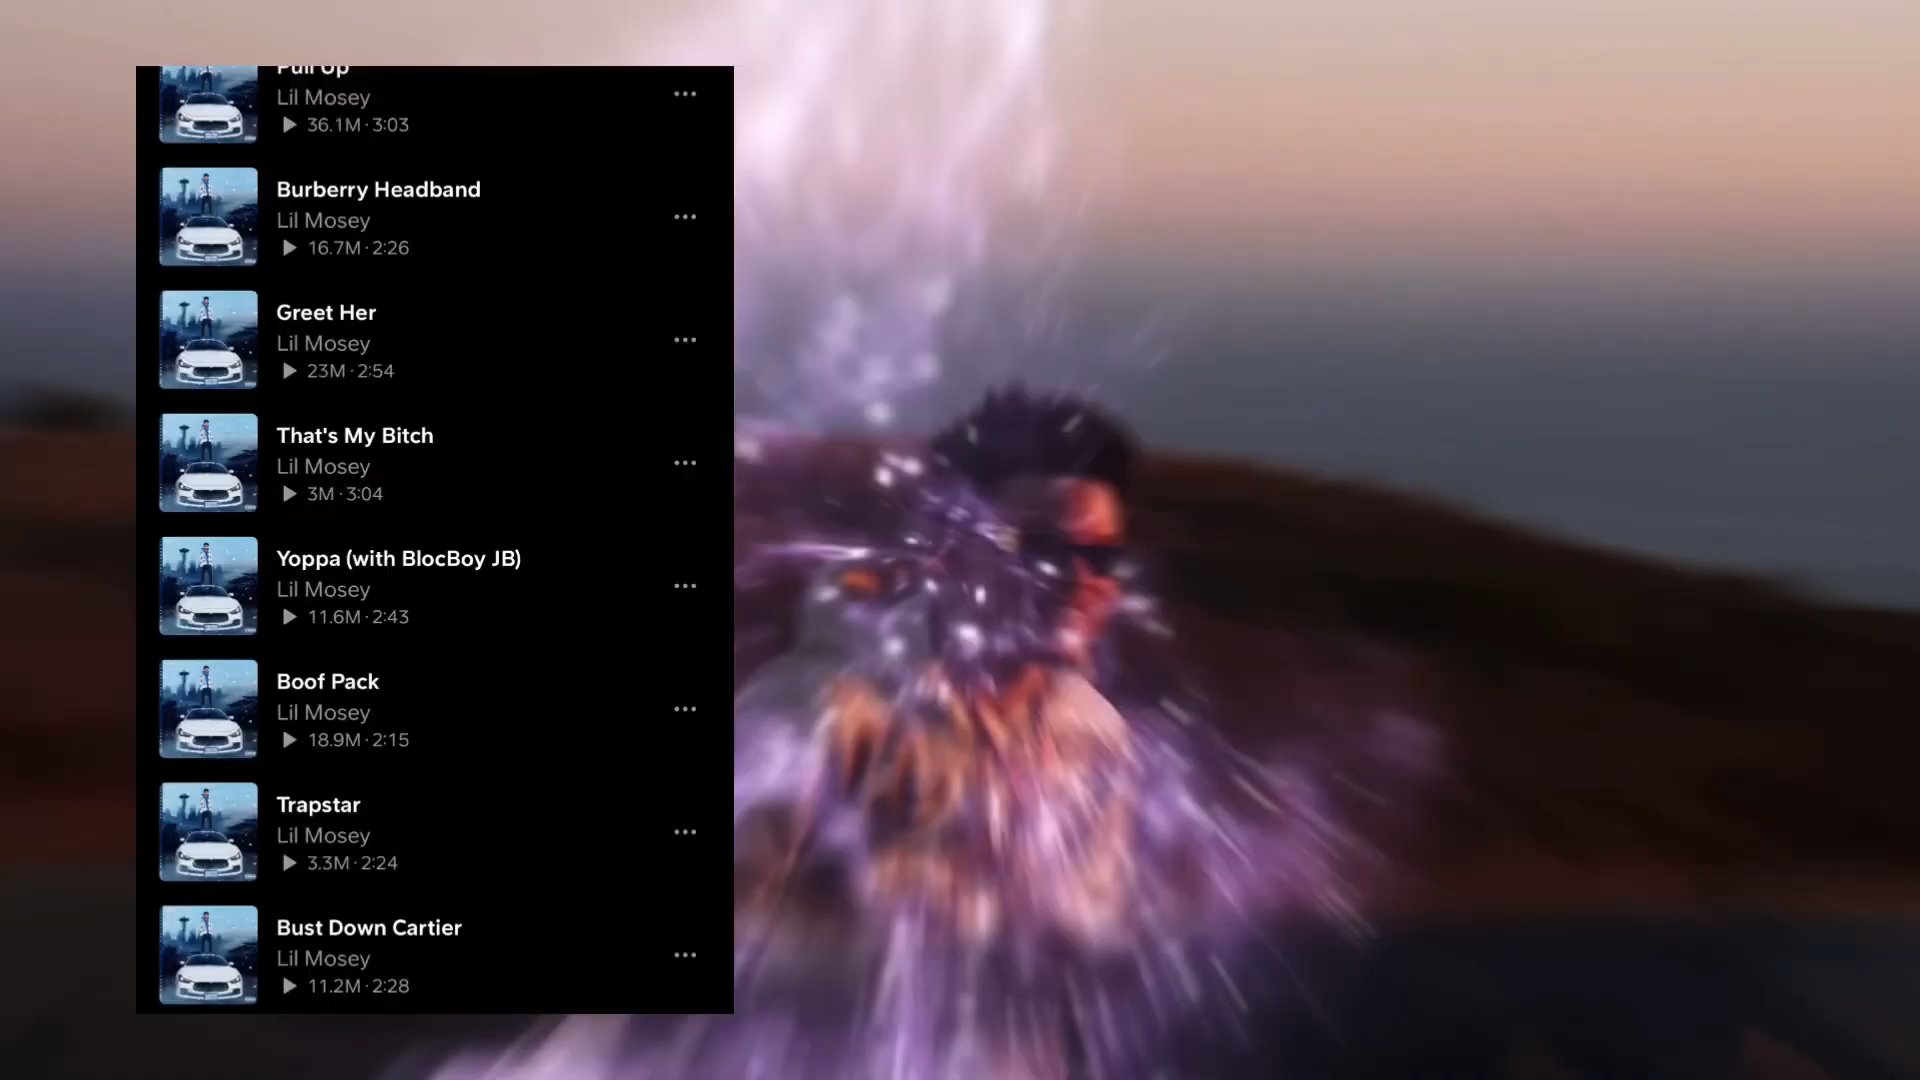 Pull Up
Lil Mosey
36.1M · 3:03
Burberry Headband
Lil Mosey
16.7M · 2:26
Greet Her
Lil Mosey
23M · 2:54
That's My Bitch
Lil Mosey
3M · 3:04
Yoppa (with BlocBoy JB)
Lil Mosey
11.6M · 2:43
Boof Pack
Lil Mosey
18.9M · 2:15
Trapstar
Lil Mosey
3.3M · 2:24
Bust Down Cartier
Lil Mosey
11.2M · 2:28